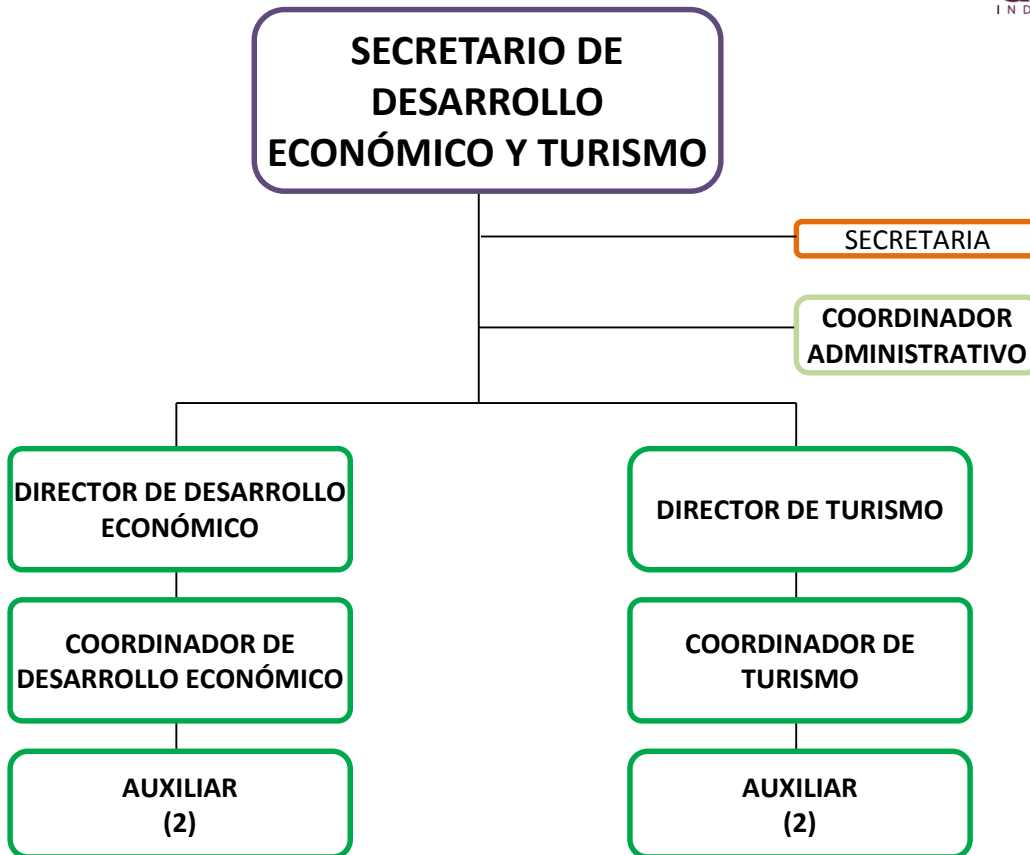 IND
SECRETARIO DE
DESARROLLO
ECONÓMICO Y TURISMO
SECRETARIA
COORDINADOR
ADMINISTRATIVO
DIRECTOR DE DESARROLLO
ECONÓMICO
DIRECTOR DE TURISMO
COORDINADOR DE
DESARROLLO ECONÓMICO
COORDINADOR DE
TURISMO
AUXILIAR
(2)
AUXILIAR
(2)